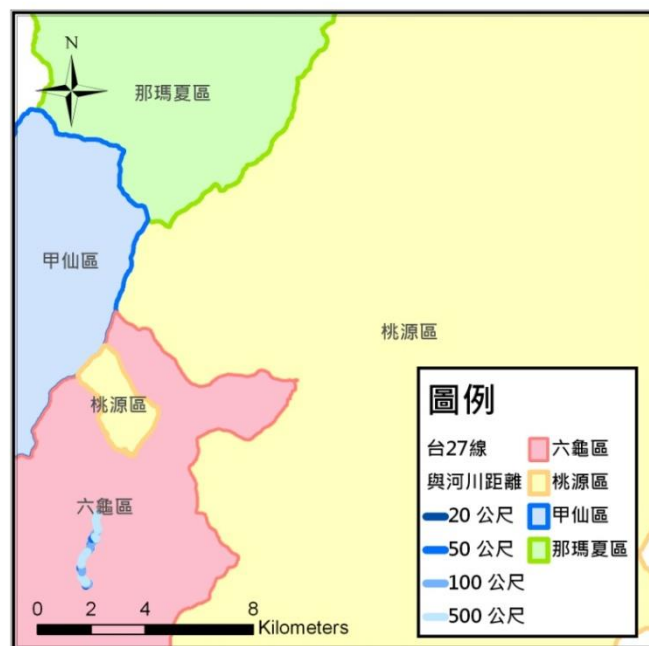 N
那瑪夏區
甲仙區
桃源區
桃源區
六龜區
圖例
台27線
與河川距離
20 公尺
50 公尺
100 公尺
500 公尺
六龜區
桃源區
甲仙區
那瑪夏區
0 2 4 8
Kilometers